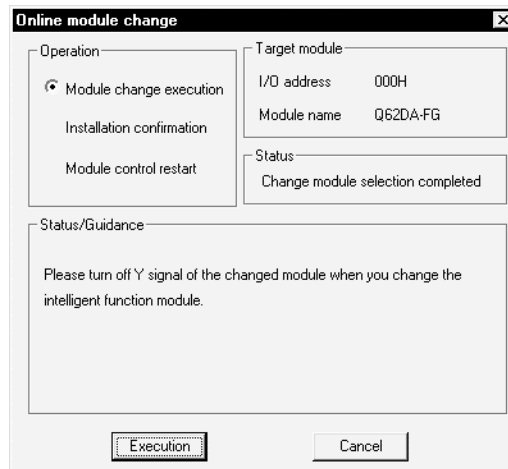 Online module change
Operation
Module change execution
Installation confirmation
Module control restart
Target module
I/O address 000H
Module name Q62DA-FG
Status
Change module selection completed
Status/Guidance
Please turn off Y signal of the changed module when you change the
intelligent function module.
Execution Cancel